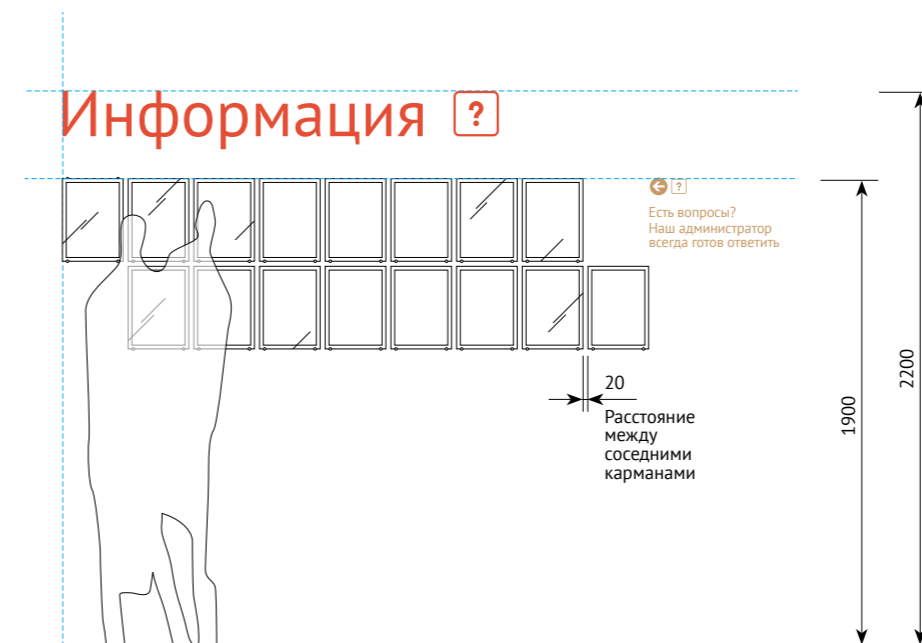 Информация ?
?
Есть вопросы?
Наш администратор
всегда готов ответить
20
Расстояние
между
соседними
карманами
1900
2200